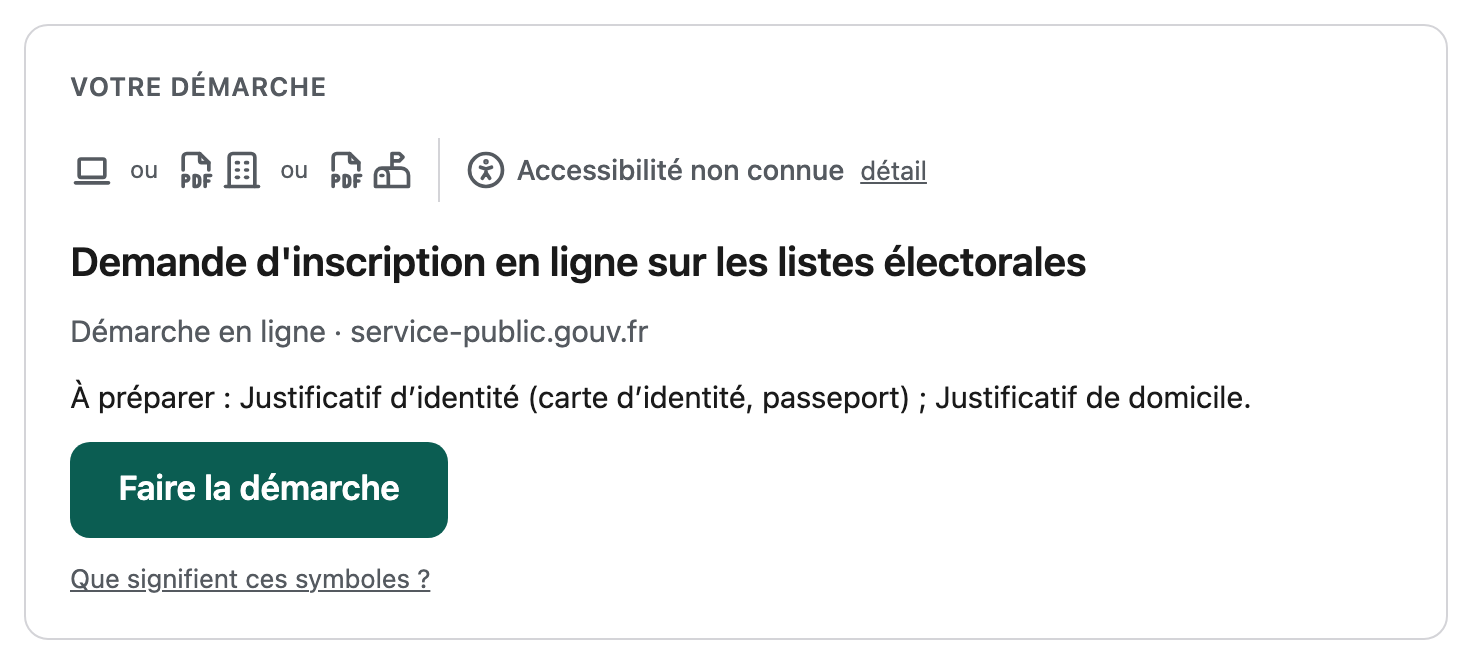 VOTRE DÉMARCHE
ou PDF ou PDF Accessibilité non connue détail
Demande d'inscription en ligne sur les listes électorales
Démarche en ligne · service-public.gouv.fr
À préparer : Justificatif d’identité (carte d’identité, passeport) ; Justificatif de domicile.
Faire la démarche
Que signifient ces symboles ?